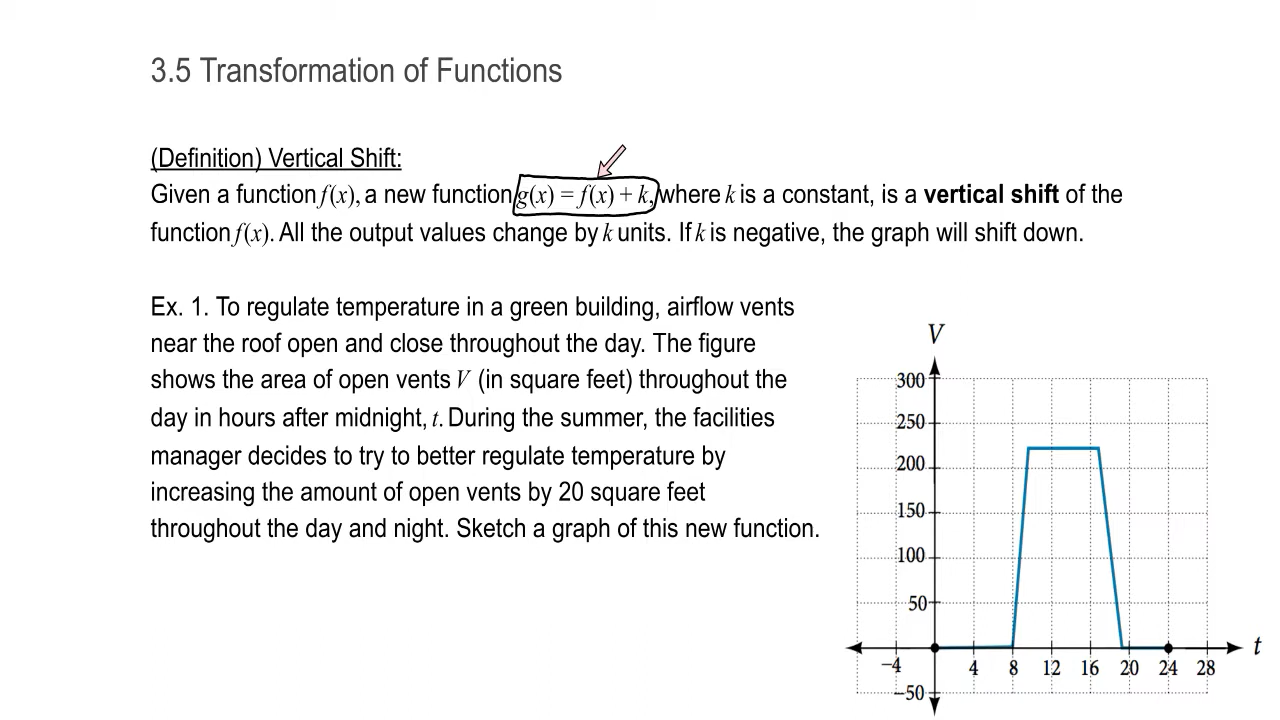 3.5 Transformation of Functions
(Definition) Vertical Shift:
Given a function f(x), a new function g(x) = f(x) + k, where k is a constant, is a vertical shift of the
function f(x). All the output values change by k units. If k is negative, the graph will shift down.
Ex. 1. To regulate temperature in a green building, airflow vents
near the roof open and close throughout the day. The figure
shows the area of open vents V (in square feet) throughout the
day in hours after midnight, t. During the summer, the facilities
manager decides to try to better regulate temperature by
increasing the amount of open vents by 20 square feet
throughout the day and night. Sketch a graph of this new function.
V
300
250
200
150
100
50
t
−4 4 8 12 16 20 24 28
−50